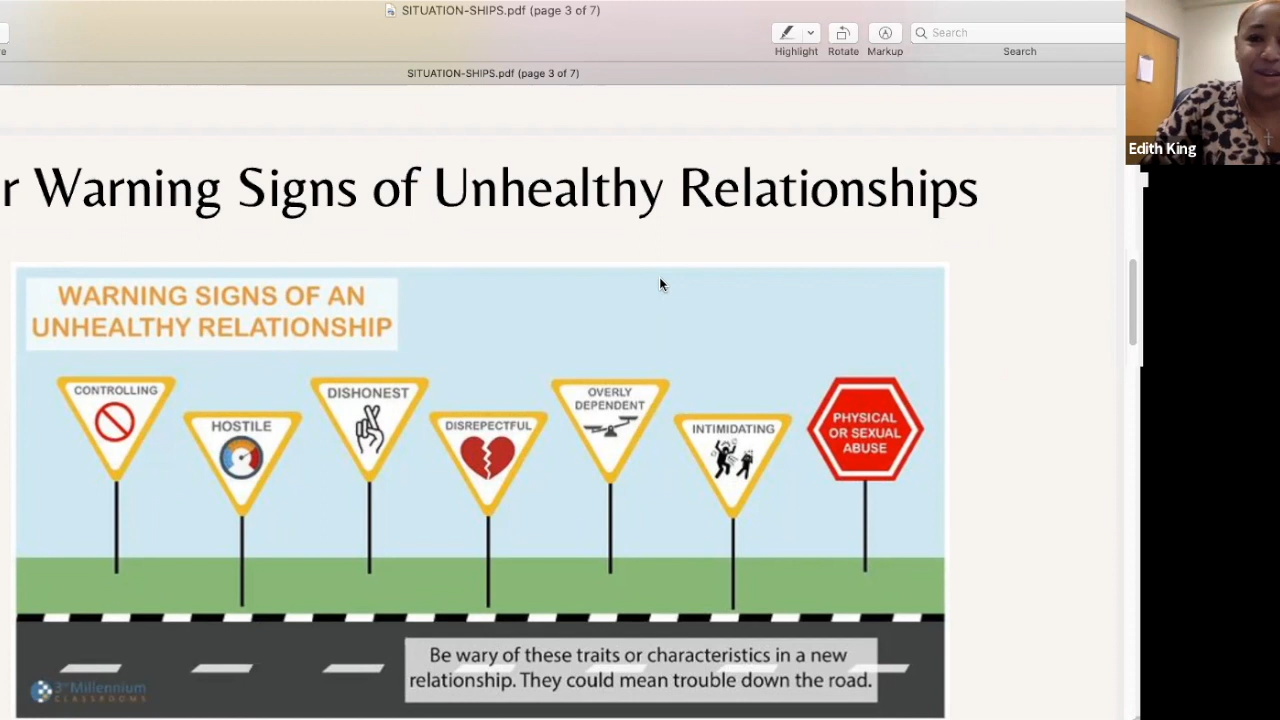 SITUATION-SHIPS.pdf (page 3 of 7)
Search
Highlight
Rotate
Markup
Search
SITUATION-SHIPS.pdf (page 3 of 7)
Edith King
r Warning Signs of Unhealthy Relationships
WARNING SIGNS OF AN
UNHEALTHY RELATIONSHIP
CONTROLLING
HOSTILE
DISHONEST
DISREPECTFUL
OVERLY
DEPENDENT
INTIMIDATING
PHYSICAL
OR SEXUAL
ABUSE
Be wary of these traits or characteristics in a new
relationship. They could mean trouble down the road.
3rd Millennium
CLASSROOMS